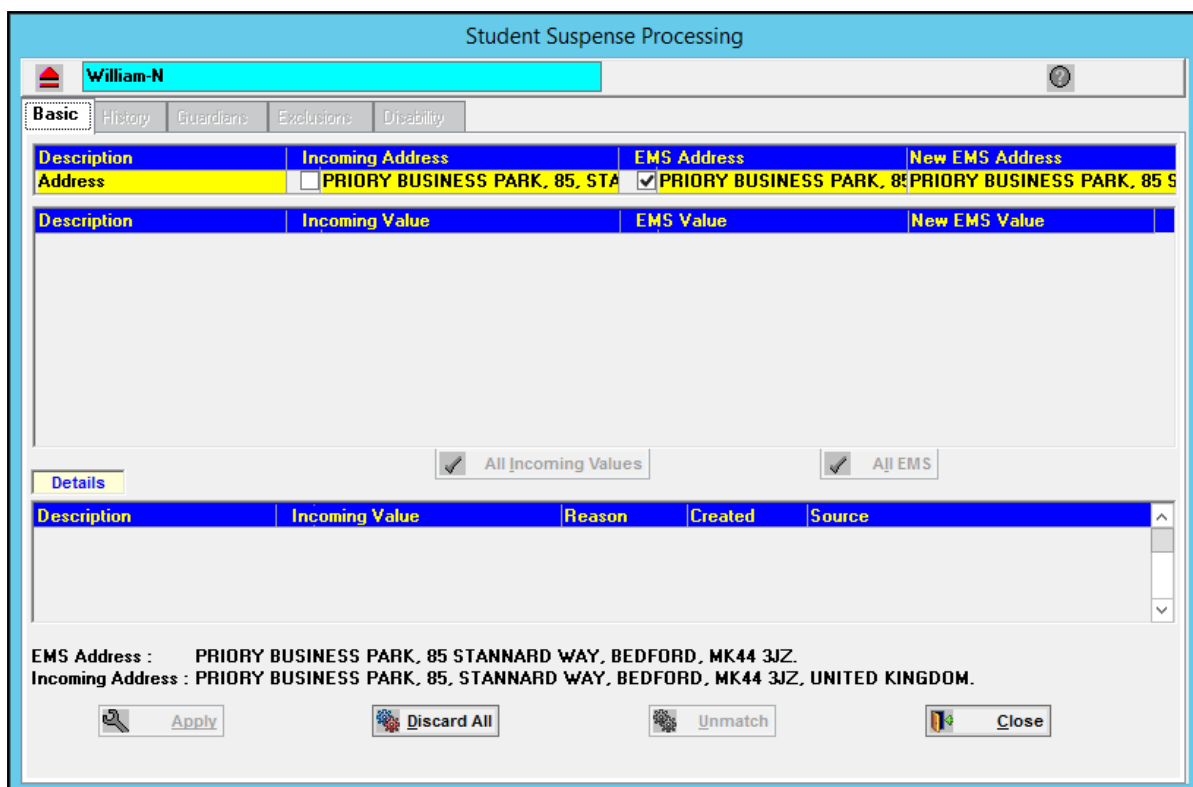 Student Suspense Processing
William-N
Basic History Guardians Exclusions Disability
Description Incoming Address EMS Address New EMS Address
Address PRIORY BUSINESS PARK, 85, STA PRIORY BUSINESS PARK, 85 PRIORY BUSINESS PARK, 85 S
Description Incoming Value EMS Value New EMS Value
All Incoming Values All EMS
Details
Description Incoming Value Reason Created Source
EMS Address : PRIORY BUSINESS PARK, 85 STANNARD WAY, BEDFORD, MK44 3JZ.
Incoming Address : PRIORY BUSINESS PARK, 85, STANNARD WAY, BEDFORD, MK44 3JZ, UNITED KINGDOM.
Apply Discard All Unmatch Close